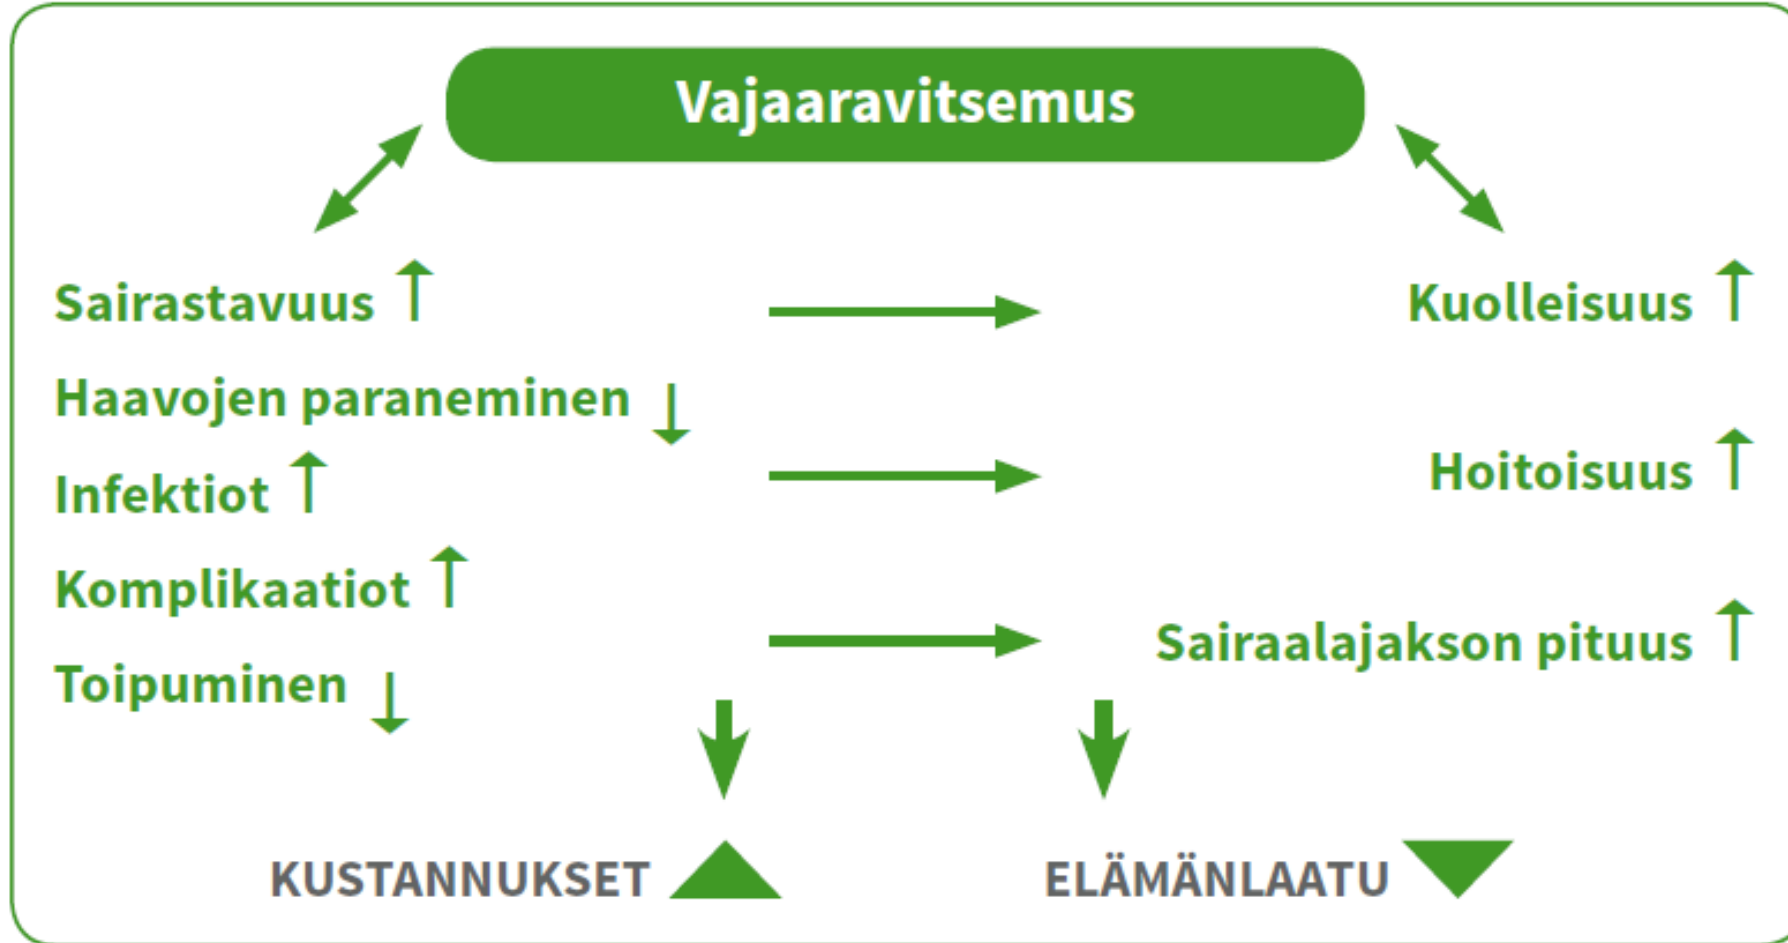 Vajaaravitsemus
Sairastavuus ↑
Haavojen paraneminen ↓
Infektiot ↑
Komplikaatiot ↑
Toipuminen ↓
Kuolleisuus ↑
Hoitoisuus ↑
Sairaalajakson pituus ↑
KUSTANNUKSET
ELÄMÄNLAATU